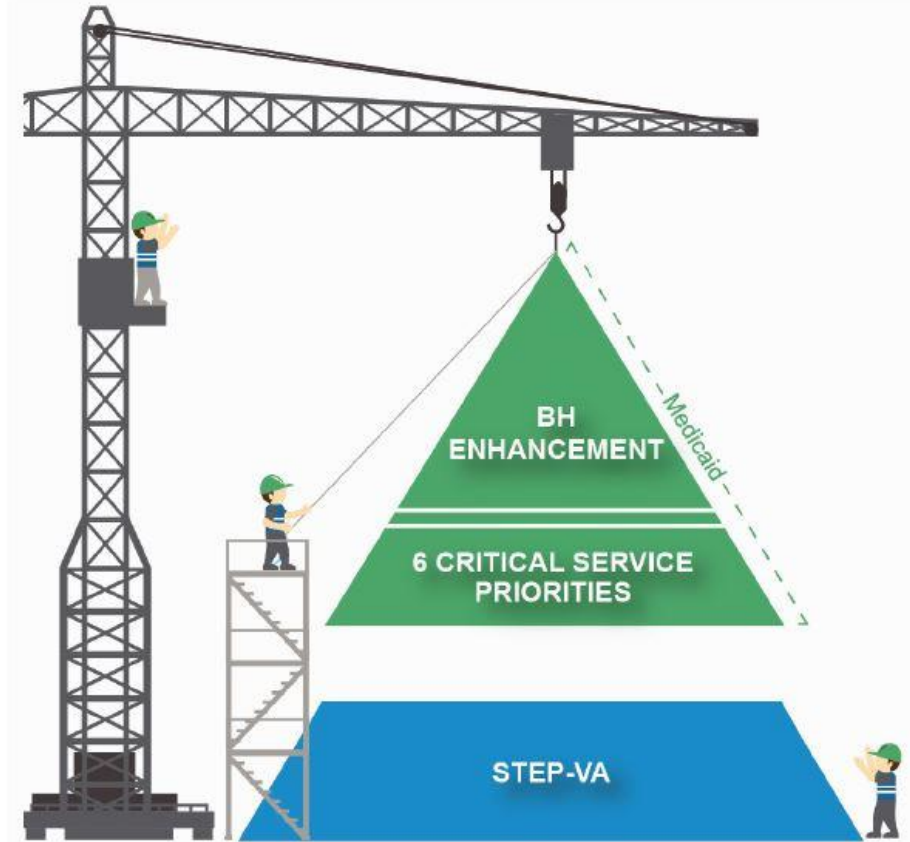 BH
ENHANCEMENT
Medicaid
6 CRITICAL SERVICE
PRIORITIES
STEP-VA